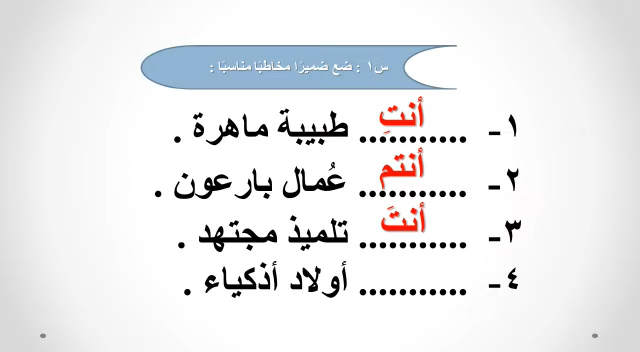 س١ : ضع ضميرًا مخاطبًا مناسبًا :
١- ...أنتِ... طبيبة ماهرة .
٢- ...أنتم... عُمال بارعون .
٣- ...أنتَ... تلميذ مجتهد .
٤- ........... أولاد أذكياء .